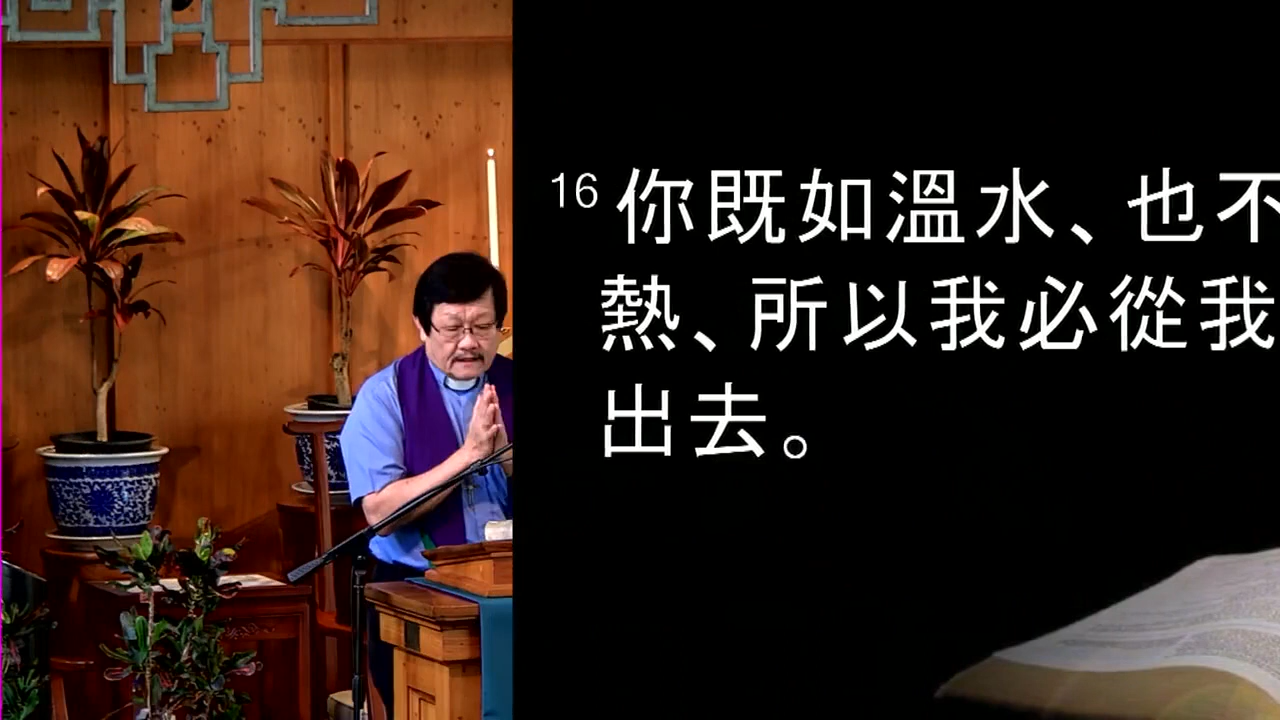 16 你既如溫水、也不
熱、所以我必從我
出去。